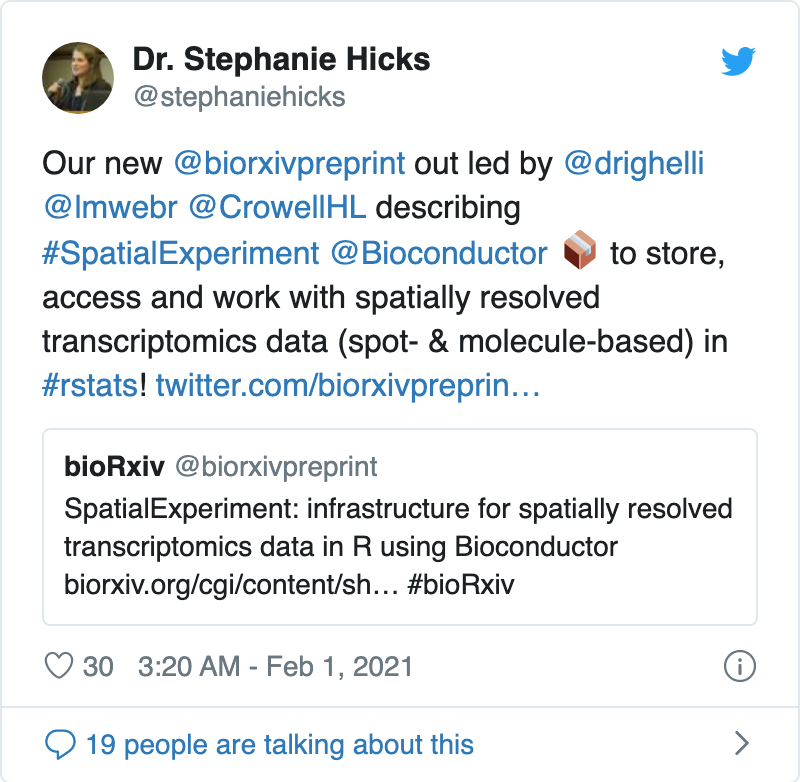 Dr. Stephanie Hicks
@stephaniehicks
Our new @biorxivpreprint out led by @drighelli
@lmwebr @CrowellHL describing
#SpatialExperiment @Bioconductor 📦 to store,
access and work with spatially resolved
transcriptomics data (spot- & molecule-based) in
#rstats! twitter.com/biorxivpreprin…
bioRxiv @biorxivpreprint
SpatialExperiment: infrastructure for spatially resolved
transcriptomics data in R using Bioconductor
biorxiv.org/cgi/content/sh… #bioRxiv
30 3:20 AM - Feb 1, 2021
19 people are talking about this